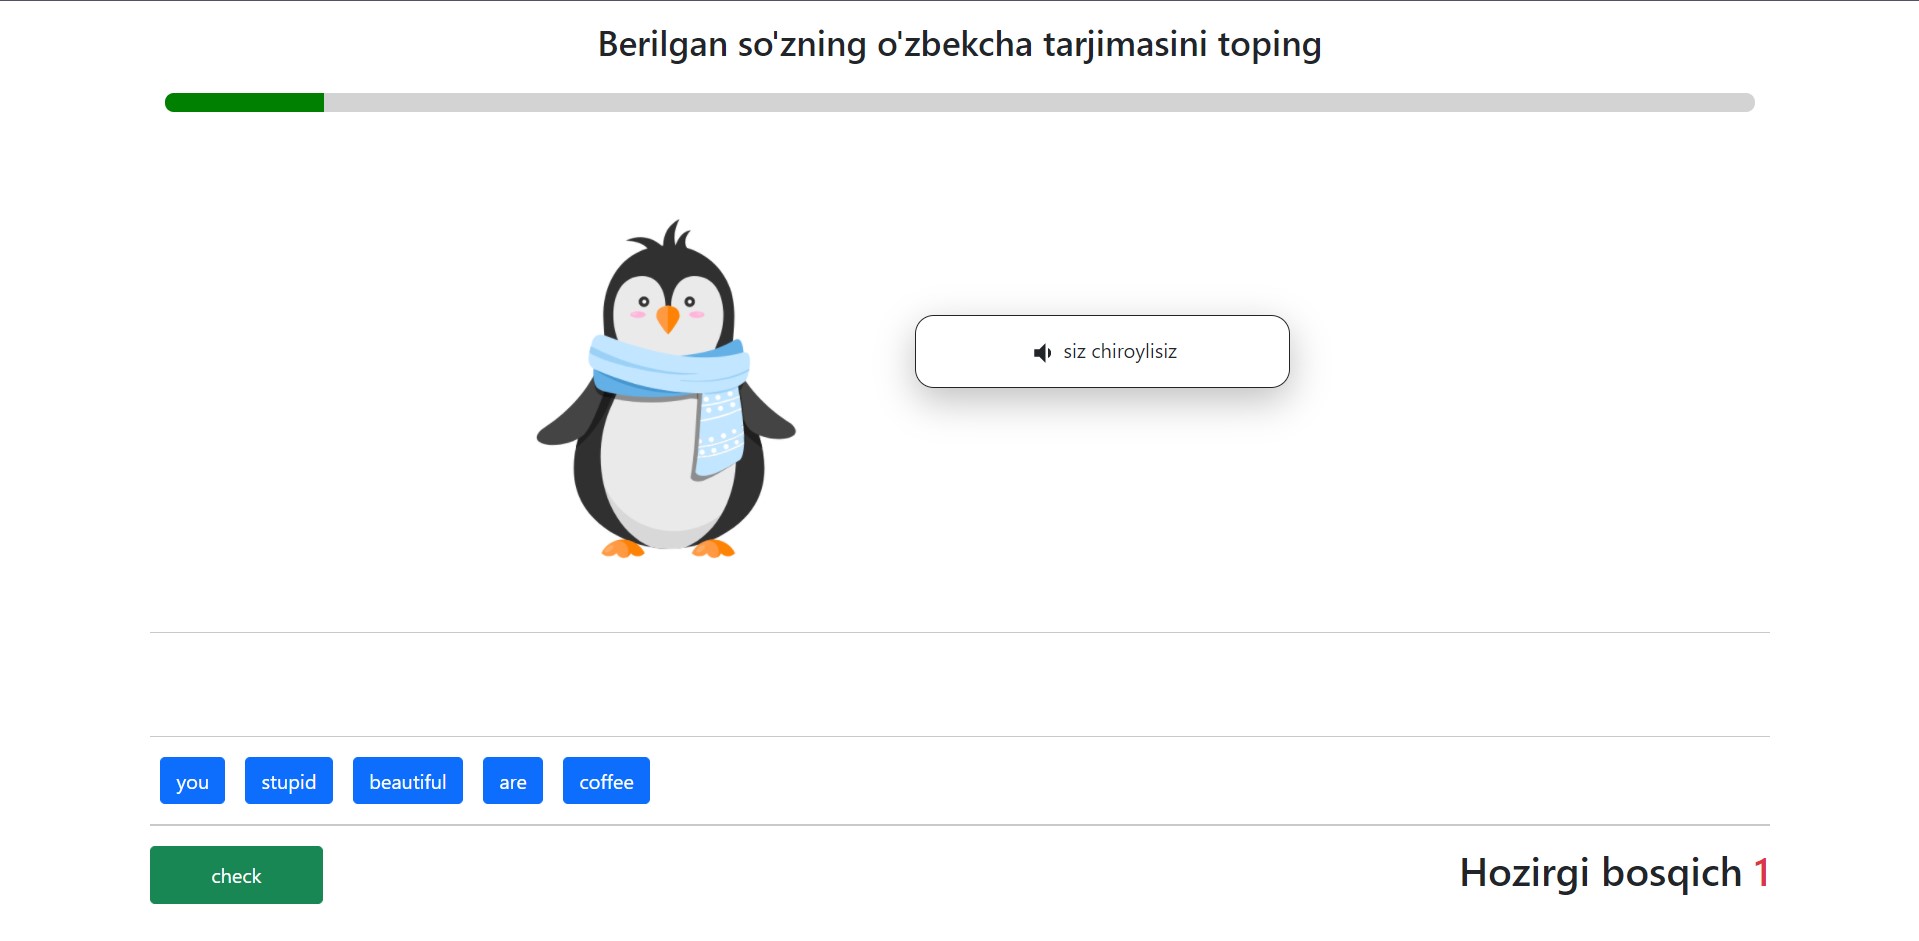 Berilgan so'zning o'zbekcha tarjimasini toping
siz chiroylisiz
you stupid beautiful are coffee
check
Hozirgi bosqich 1